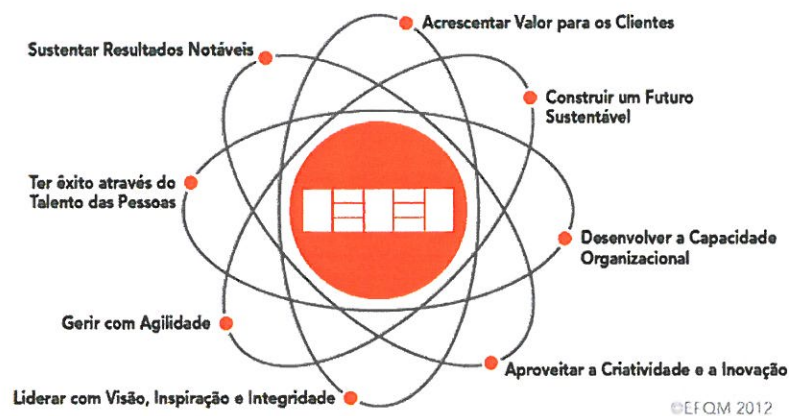 Acrescentar Valor para os Clientes
Sustentar Resultados Notáveis
Construir um Futuro
Sustentável
Ter êxito através do
Talento das Pessoas
Desenvolver a Capacidade
Organizacional
Gerir com Agilidade
Aproveitar a Criatividade e a Inovação
Liderar com Visão, Inspiração e Integridade
©EFQM 2012